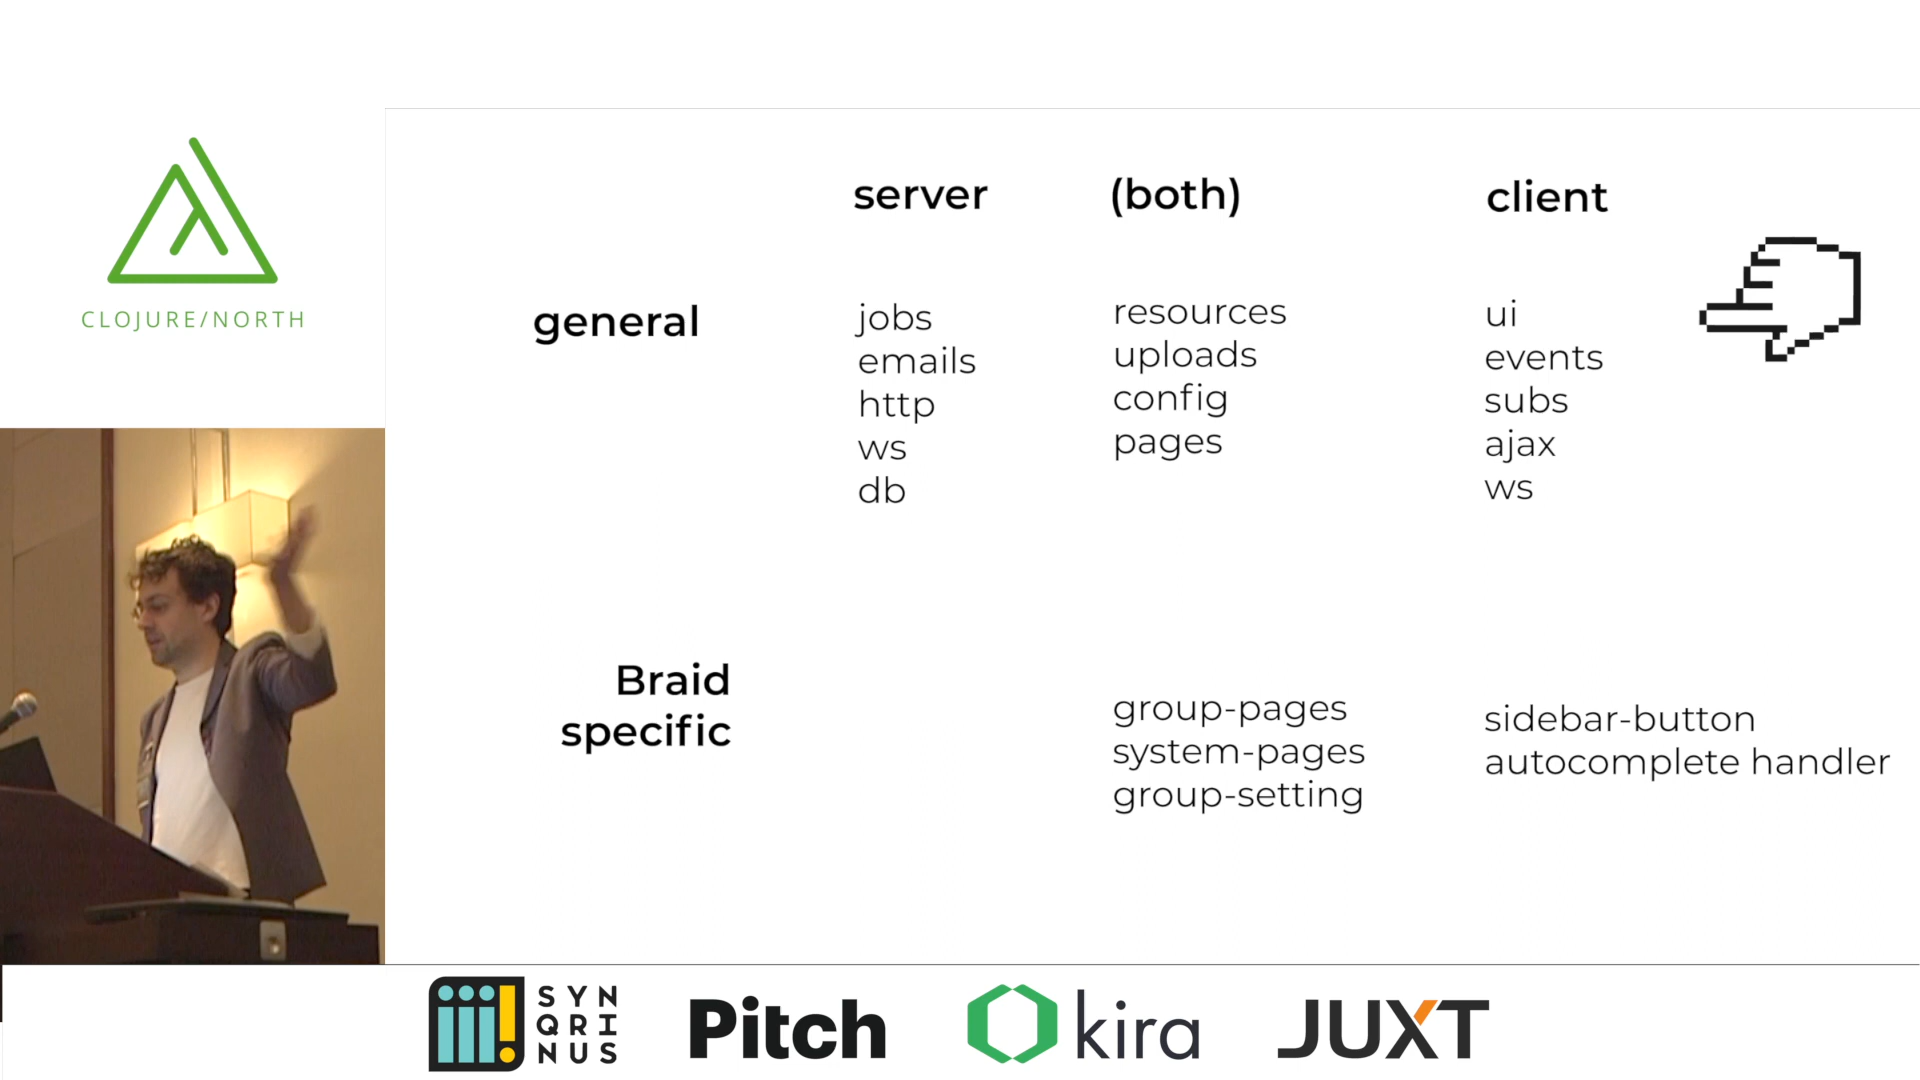 CLOJURE/NORTH
server
(both)
client
general
jobs
emails
http
ws
db
resources
uploads
config
pages
ui
events
subs
ajax
ws
Braid
specific
group-pages
system-pages
group-setting
sidebar-button
autocomplete handler
SYN
QRI
NUS
Pitch
kira
JUXT